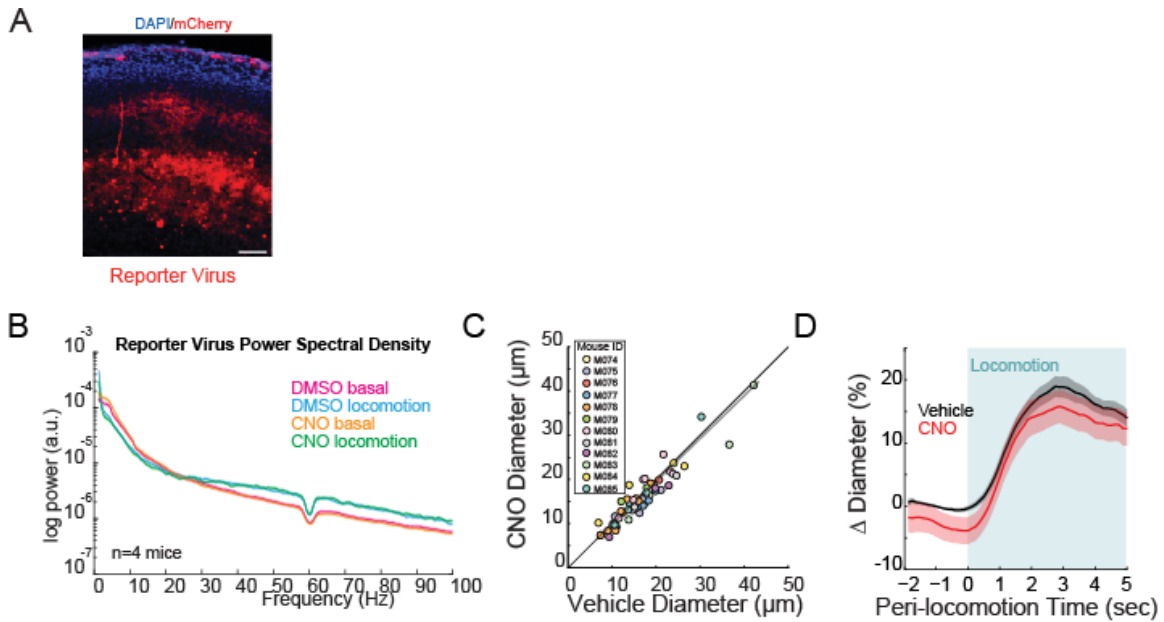 A
DAPI/mCherry
Reporter Virus
B
Reporter Virus Power Spectral Density
10-3
10-4
10-5
10-6
10-7
log power (a.u.)
DMSO basal
DMSO locomotion
CNO basal
CNO locomotion
n=4 mice
0 10 20 30 40 50 60 70 80 90 100
Frequency (Hz)
C
50
40
30
20
10
0
CNO Diameter (µm)
Mouse ID
M074
M075
M076
M077
M078
M079
M080
M081
M082
M083
M084
M085
0 10 20 30 40 50
Vehicle Diameter (µm)
D
20
10
0
-10
Δ Diameter (%)
Locomotion
Vehicle
CNO
-2 -1 0 1 2 3 4 5
Peri-locomotion Time (sec)